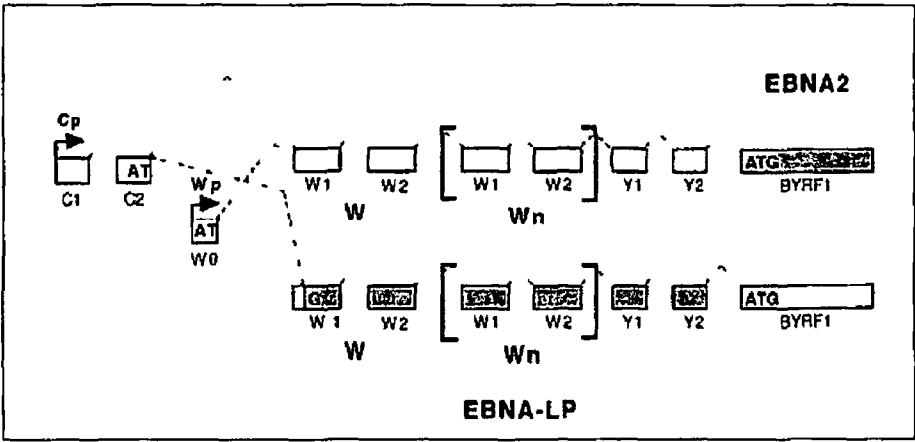 EBNA2
Cp
AT
ATG
C1 C2 Wp W1 W2 W1 W2 Y1 Y2 BYRF1
AT
W Wn
W0
G
ATG
W 1 W2 W1 W2 Y1 Y2 BYRF1
W Wn
EBNA-LP